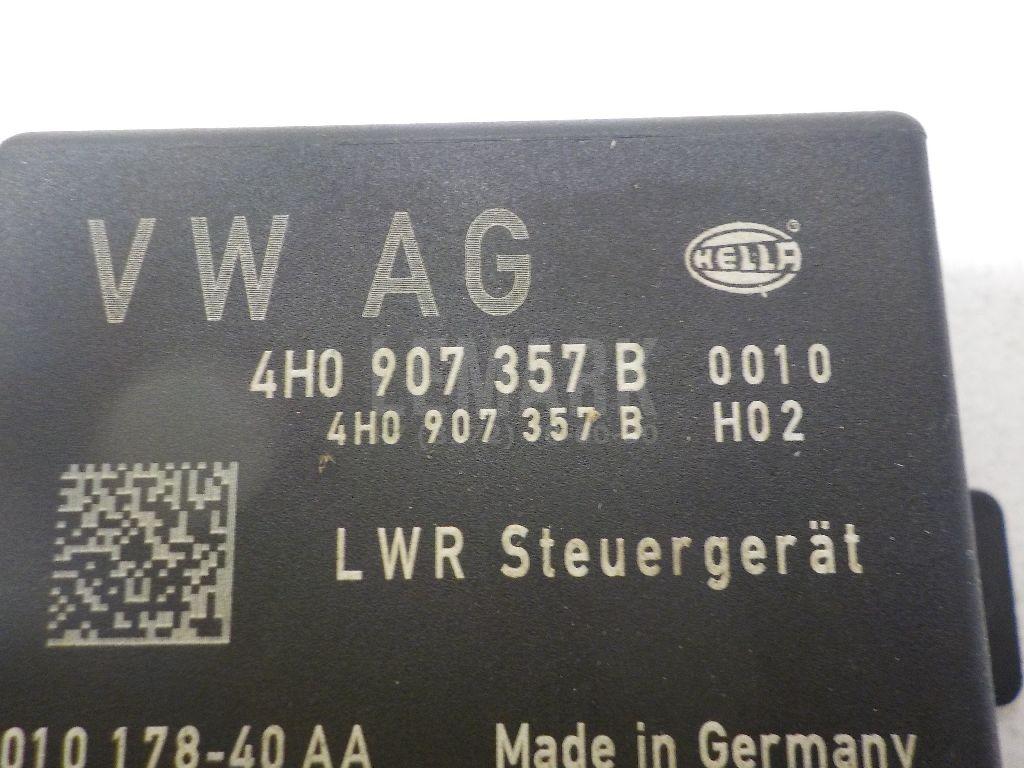 VW AG HELLA
4H0 907 357 B 0010
4H0 907 357 B H02
LWR Steuergerät
010 178-40 AA Made in Germany